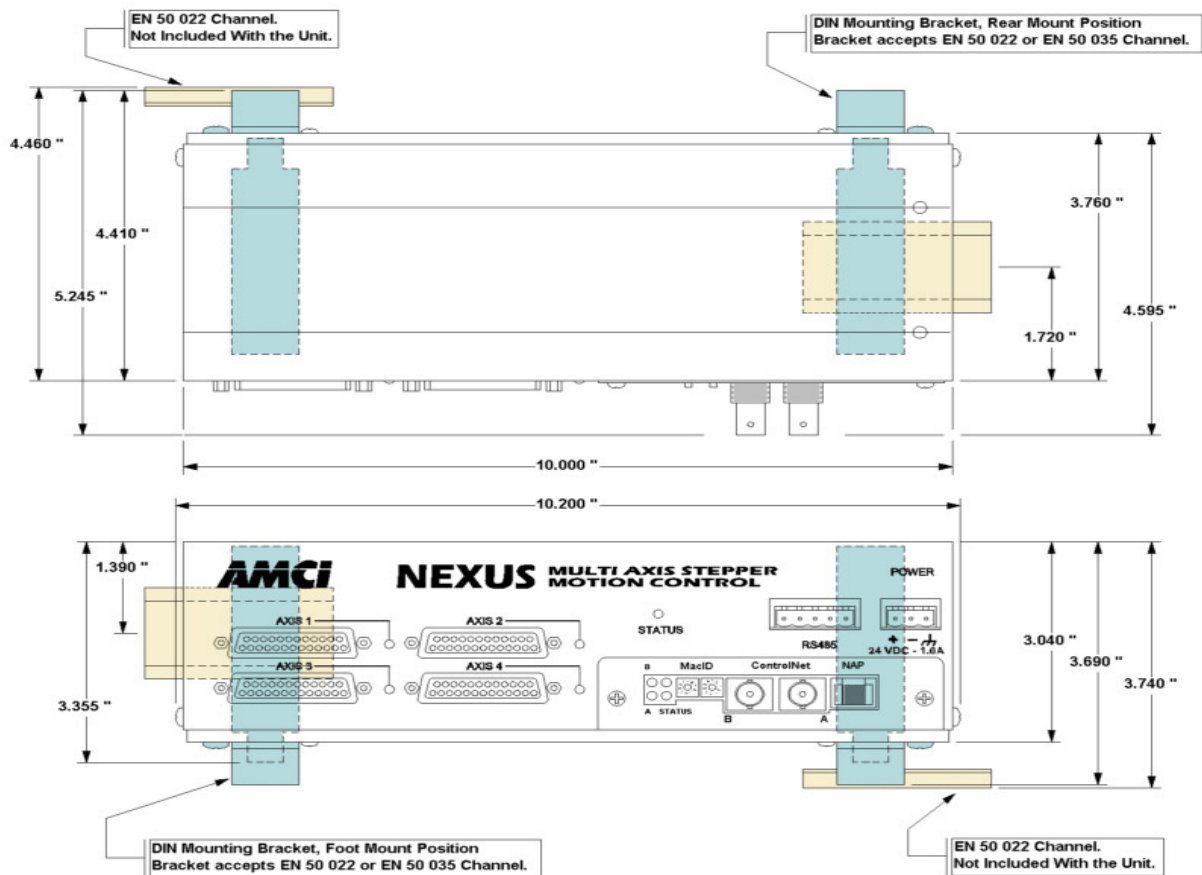 EN 50 022 Channel.
Not Included With the Unit.
DIN Mounting Bracket, Rear Mount Position
Bracket accepts EN 50 022 or EN 50 035 Channel.
4.460 "
4.410 "
5.245 "
3.760 "
4.595 "
1.720 "
10.000 "
10.200 "
1.390 "
3.355 "
AMCI
NEXUS MULTI AXIS STEPPER
MOTION CONTROL
POWER
AXIS 1
AXIS 2
STATUS
RS485
+ −
24 VDC - 1.0A
AXIS 3
AXIS 4
B
MacID
ControlNet
NAP
A STATUS
B
A
3.040 "
3.690 "
3.740 "
DIN Mounting Bracket, Foot Mount Position
Bracket accepts EN 50 022 or EN 50 035 Channel.
EN 50 022 Channel.
Not Included With the Unit.